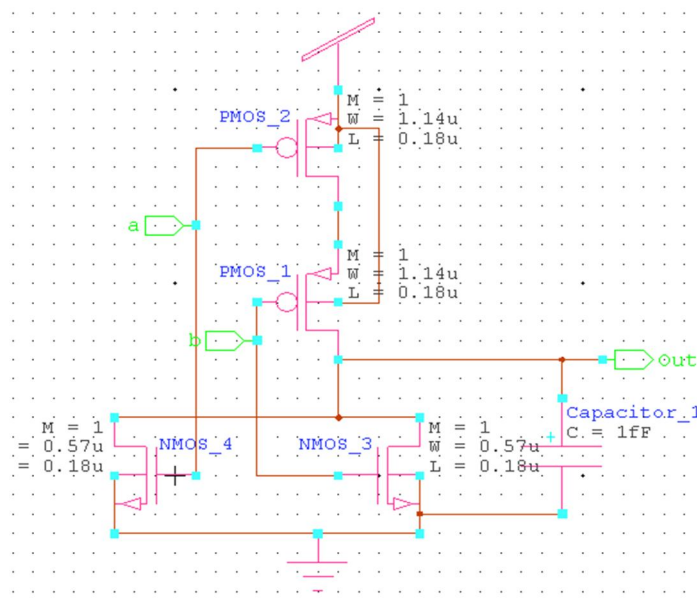 M = 1
PMOS_2
W = 1.14u
L = 0.18u
a
M = 1
PMOS_1
W = 1.14u
L = 0.18u
b
out
Capacitor_1
C = 1fF
M = 1
NMOS_4
= 0.57u
= 0.18u
NMOS_3
M = 1
W = 0.57u
L = 0.18u